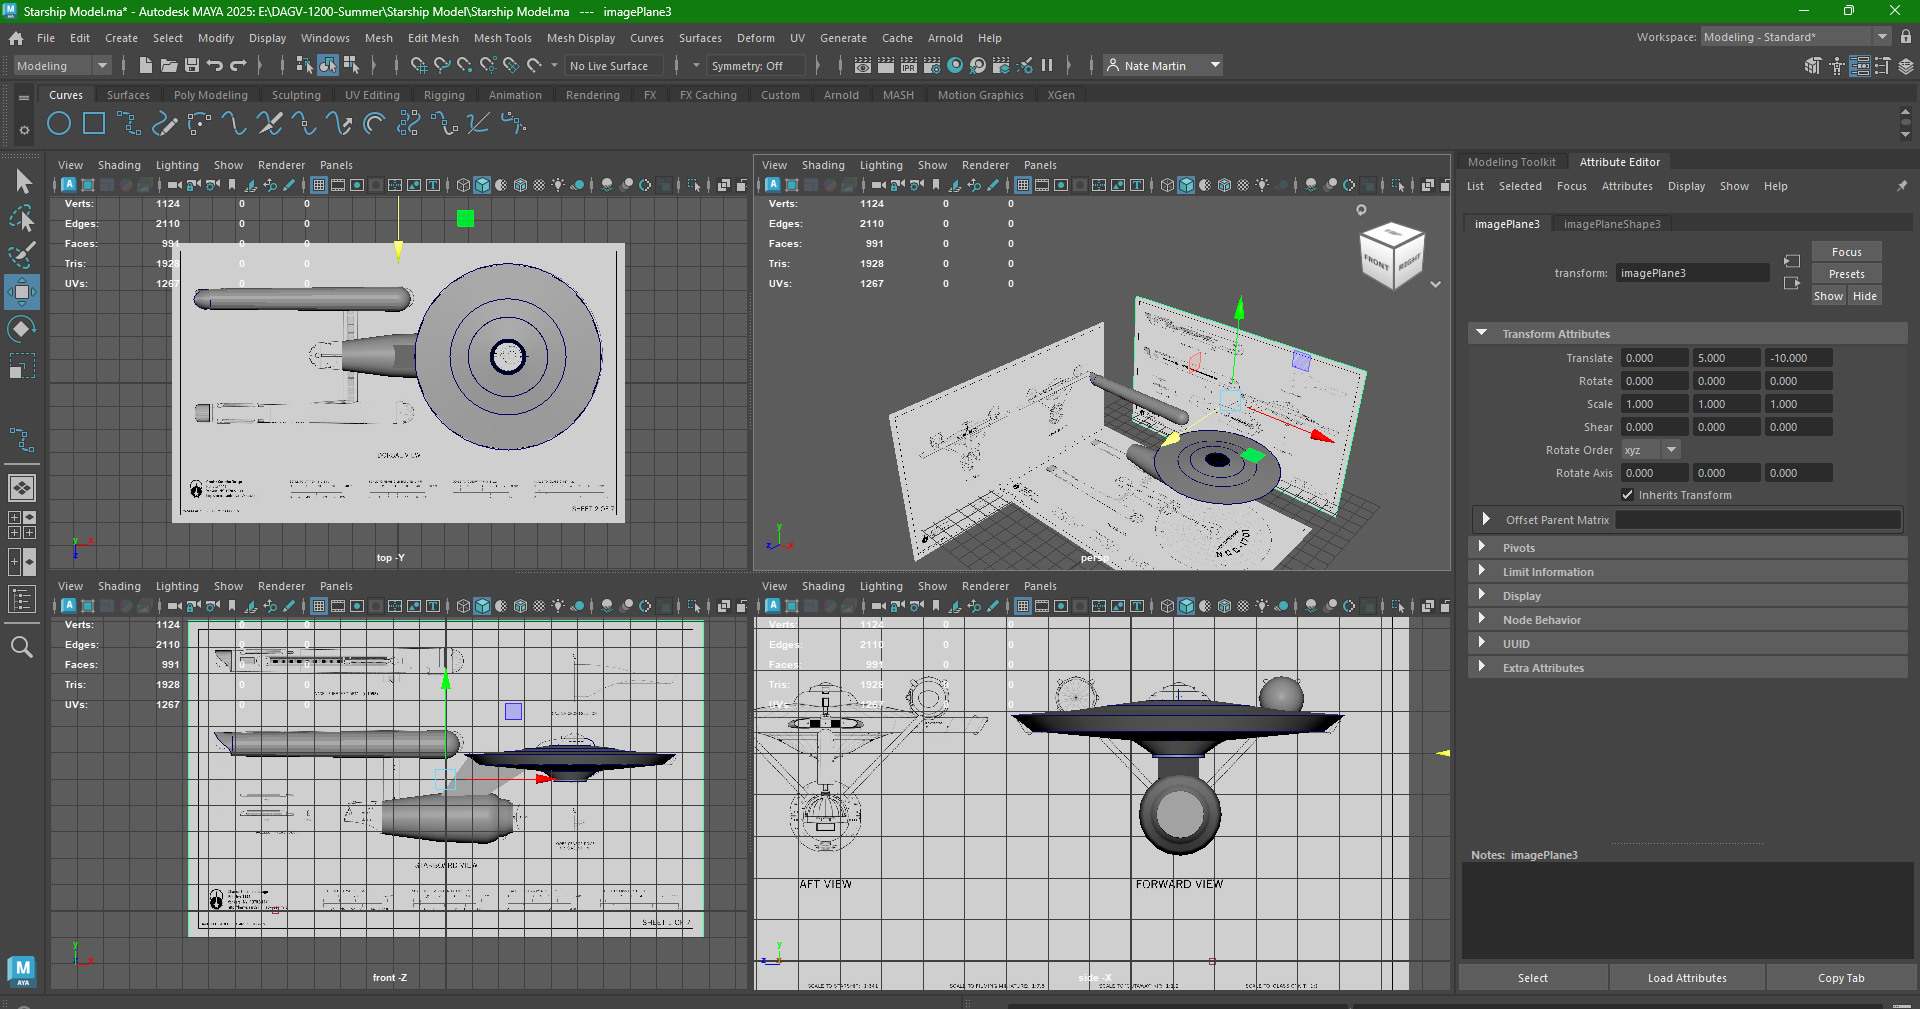 Starship Model.ma* - Autodesk MAYA 2025: E:\DAGV-1200-Summer\Starship Model\Starship Model.ma --- imagePlane3
File Edit Create Select Modify Display Windows Mesh Edit Mesh Mesh Tools Mesh Display Curves Surfaces Deform UV Generate Cache Arnold Help
Workspace: Modeling - Standard*
Modeling No Live Surface Symmetry: Off Nate Martin
Curves Surfaces Poly Modeling Sculpting UV Editing Rigging Animation Rendering FX FX Caching Custom Arnold MASH Motion Graphics XGen
View Shading Lighting Show Renderer Panels
Verts: 1124 0 0
Edges: 2110 0 0
Faces: 991 0 0
Tris: 1928 0 0
UVs: 1267 0 0
DORSAL VIEW
SHEET 2 OF 7
top -Y
View Shading Lighting Show Renderer Panels
Verts: 1124 0 0
Edges: 2110 0 0
Faces: 991 0 0
Tris: 1928 0 0
UVs: 1267 0 0
FRONT RIGHT
NCC-1701
persp
View Shading Lighting Show Renderer Panels
Verts: 1124 0 0
Edges: 2110 0 0
Faces: 991 0 0
Tris: 1928 0 0
UVs: 1267 0 0
STARBOARD VIEW
front -Z
View Shading Lighting Show Renderer Panels
Verts: 1124 0 0
Edges: 2110 0 0
Faces: 991 0 0
Tris: 1928 0 0
UVs: 1267 0 0
AFT VIEW
FORWARD VIEW
side -X
Modeling Toolkit Attribute Editor
List Selected Focus Attributes Display Show Help
imagePlane3 imagePlaneShape3
transform: imagePlane3
Focus
Presets
Show Hide
Transform Attributes
Translate 0.000 5.000 -10.000
Rotate 0.000 0.000 0.000
Scale 1.000 1.000 1.000
Shear 0.000 0.000 0.000
Rotate Order xyz
Rotate Axis 0.000 0.000 0.000
Inherits Transform
Offset Parent Matrix
Pivots
Limit Information
Display
Node Behavior
UUID
Extra Attributes
Notes: imagePlane3
Select Load Attributes Copy Tab